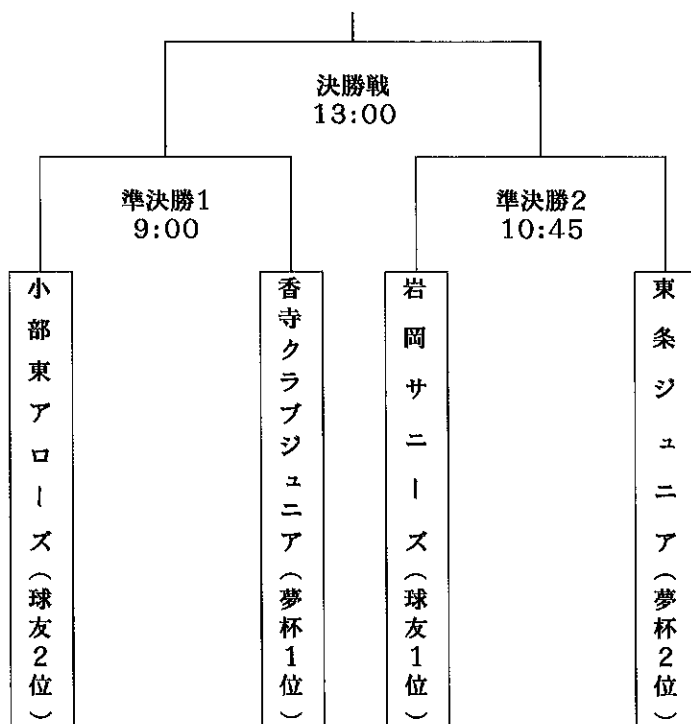 決勝戦
13:00
準決勝1
9:00
準決勝2
10:45
小部東アローズ(球友2位)
香寺クラブジュニア(夢杯1位)
岩岡サニーズ(球友1位)
東条ジュニア(夢杯2位)